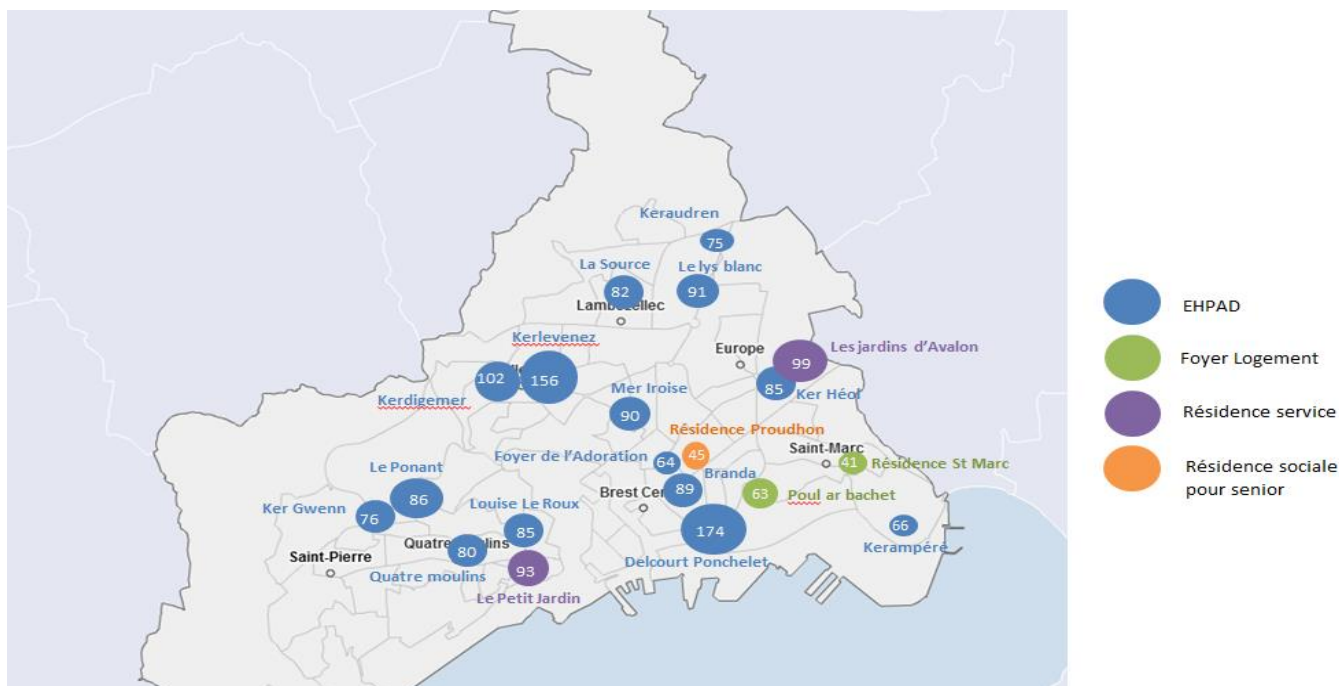 Keraudren
75
La Source
Le lys blanc
82
91
Kerlevenez
Europe
Les jardins d'Avalon
99
102
156
Mer Iroise
85
Ker Héol
Kerdigemer
90
Résidence Proudhon
Saint-Marc
Foyer de l'Adoration
64
45
41
Résidence St Marc
Le Ponant
Branda
86
Louise Le Roux
Brest
89
63
Poul ar bachet
Ker Gwenn
76
66
85
174
Saint-Pierre
80
Kerampéré
Quatre moulins
93
Delcourt Ponchelet
Le Petit Jardin
EHPAD
Foyer Logement
Résidence service
Résidence sociale
pour senior